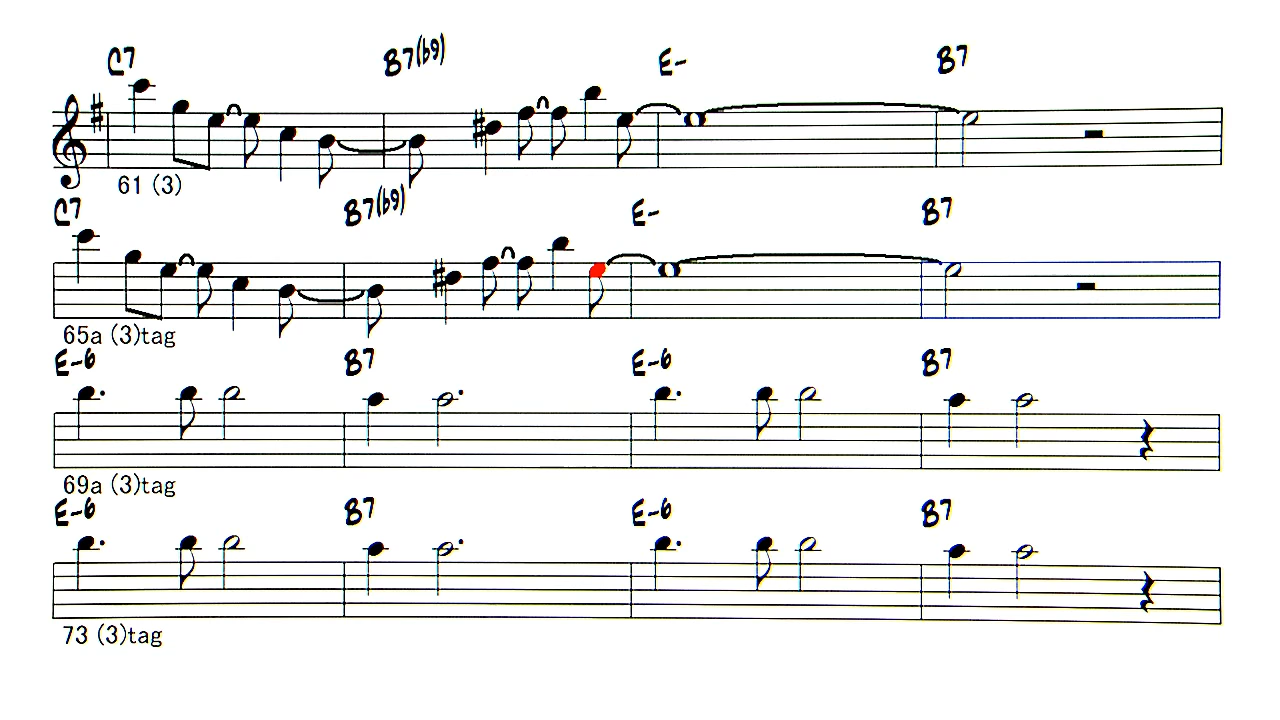 C7 B7(b9) E- B7
61 (3)
C7 B7(b9) E- B7
65a (3)tag
E-6 B7 E-6 B7
69a (3)tag
E-6 B7 E-6 B7
73 (3)tag